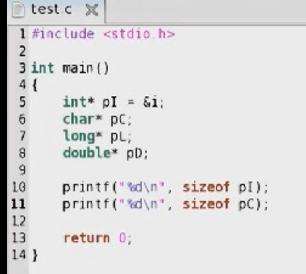 test.c
1 #include <stdio.h>
2
3 int main()
4 {
5     int* pI = &i;
6     char* pC;
7     long* pL;
8     double* pD;
9
10     printf("%d\n", sizeof pI);
11     printf("%d\n", sizeof pC);
12
13     return 0;
14 }